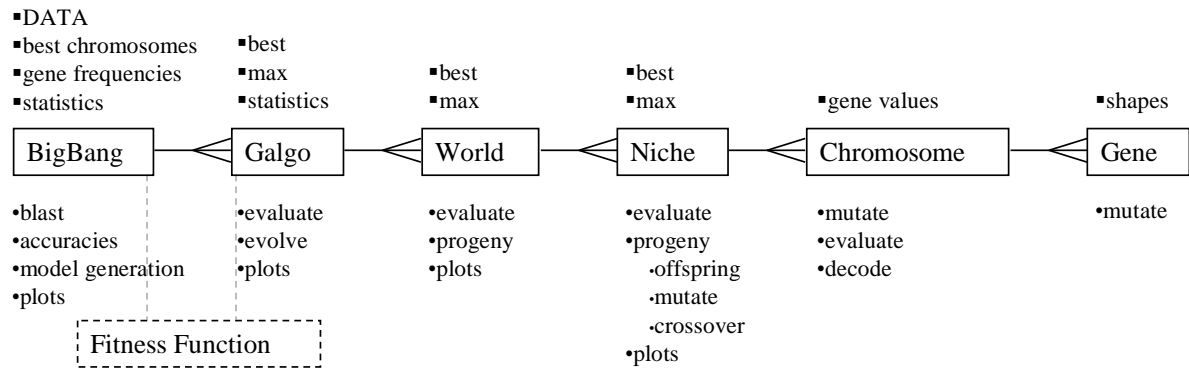 ▪DATA
▪best chromosomes
▪gene frequencies
▪statistics
▪best
▪max
▪statistics
▪best
▪max
▪best
▪max
▪gene values
▪shapes
BigBang
Galgo
World
Niche
Chromosome
Gene
•blast
•accuracies
•model generation
•plots
•evaluate
•evolve
•plots
•evaluate
•progeny
•plots
•evaluate
•progeny
•offspring
•mutate
•crossover
•plots
•mutate
•evaluate
•decode
•mutate
Fitness Function